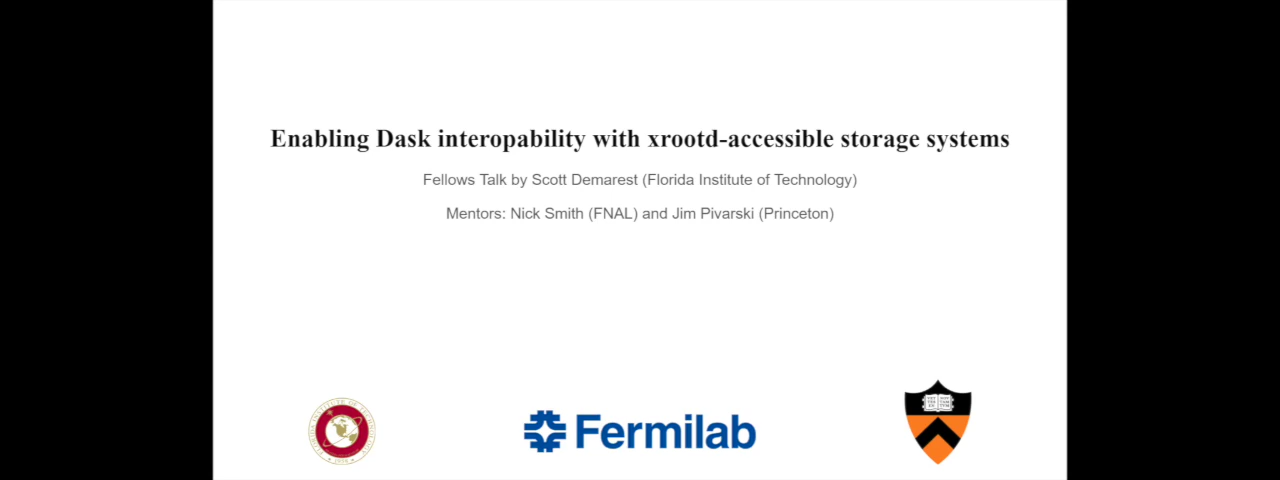 Enabling Dask interopability with xrootd-accessible storage systems
Fellows Talk by Scott Demarest (Florida Institute of Technology)
Mentors: Nick Smith (FNAL) and Jim Pivarski (Princeton)
Fermilab